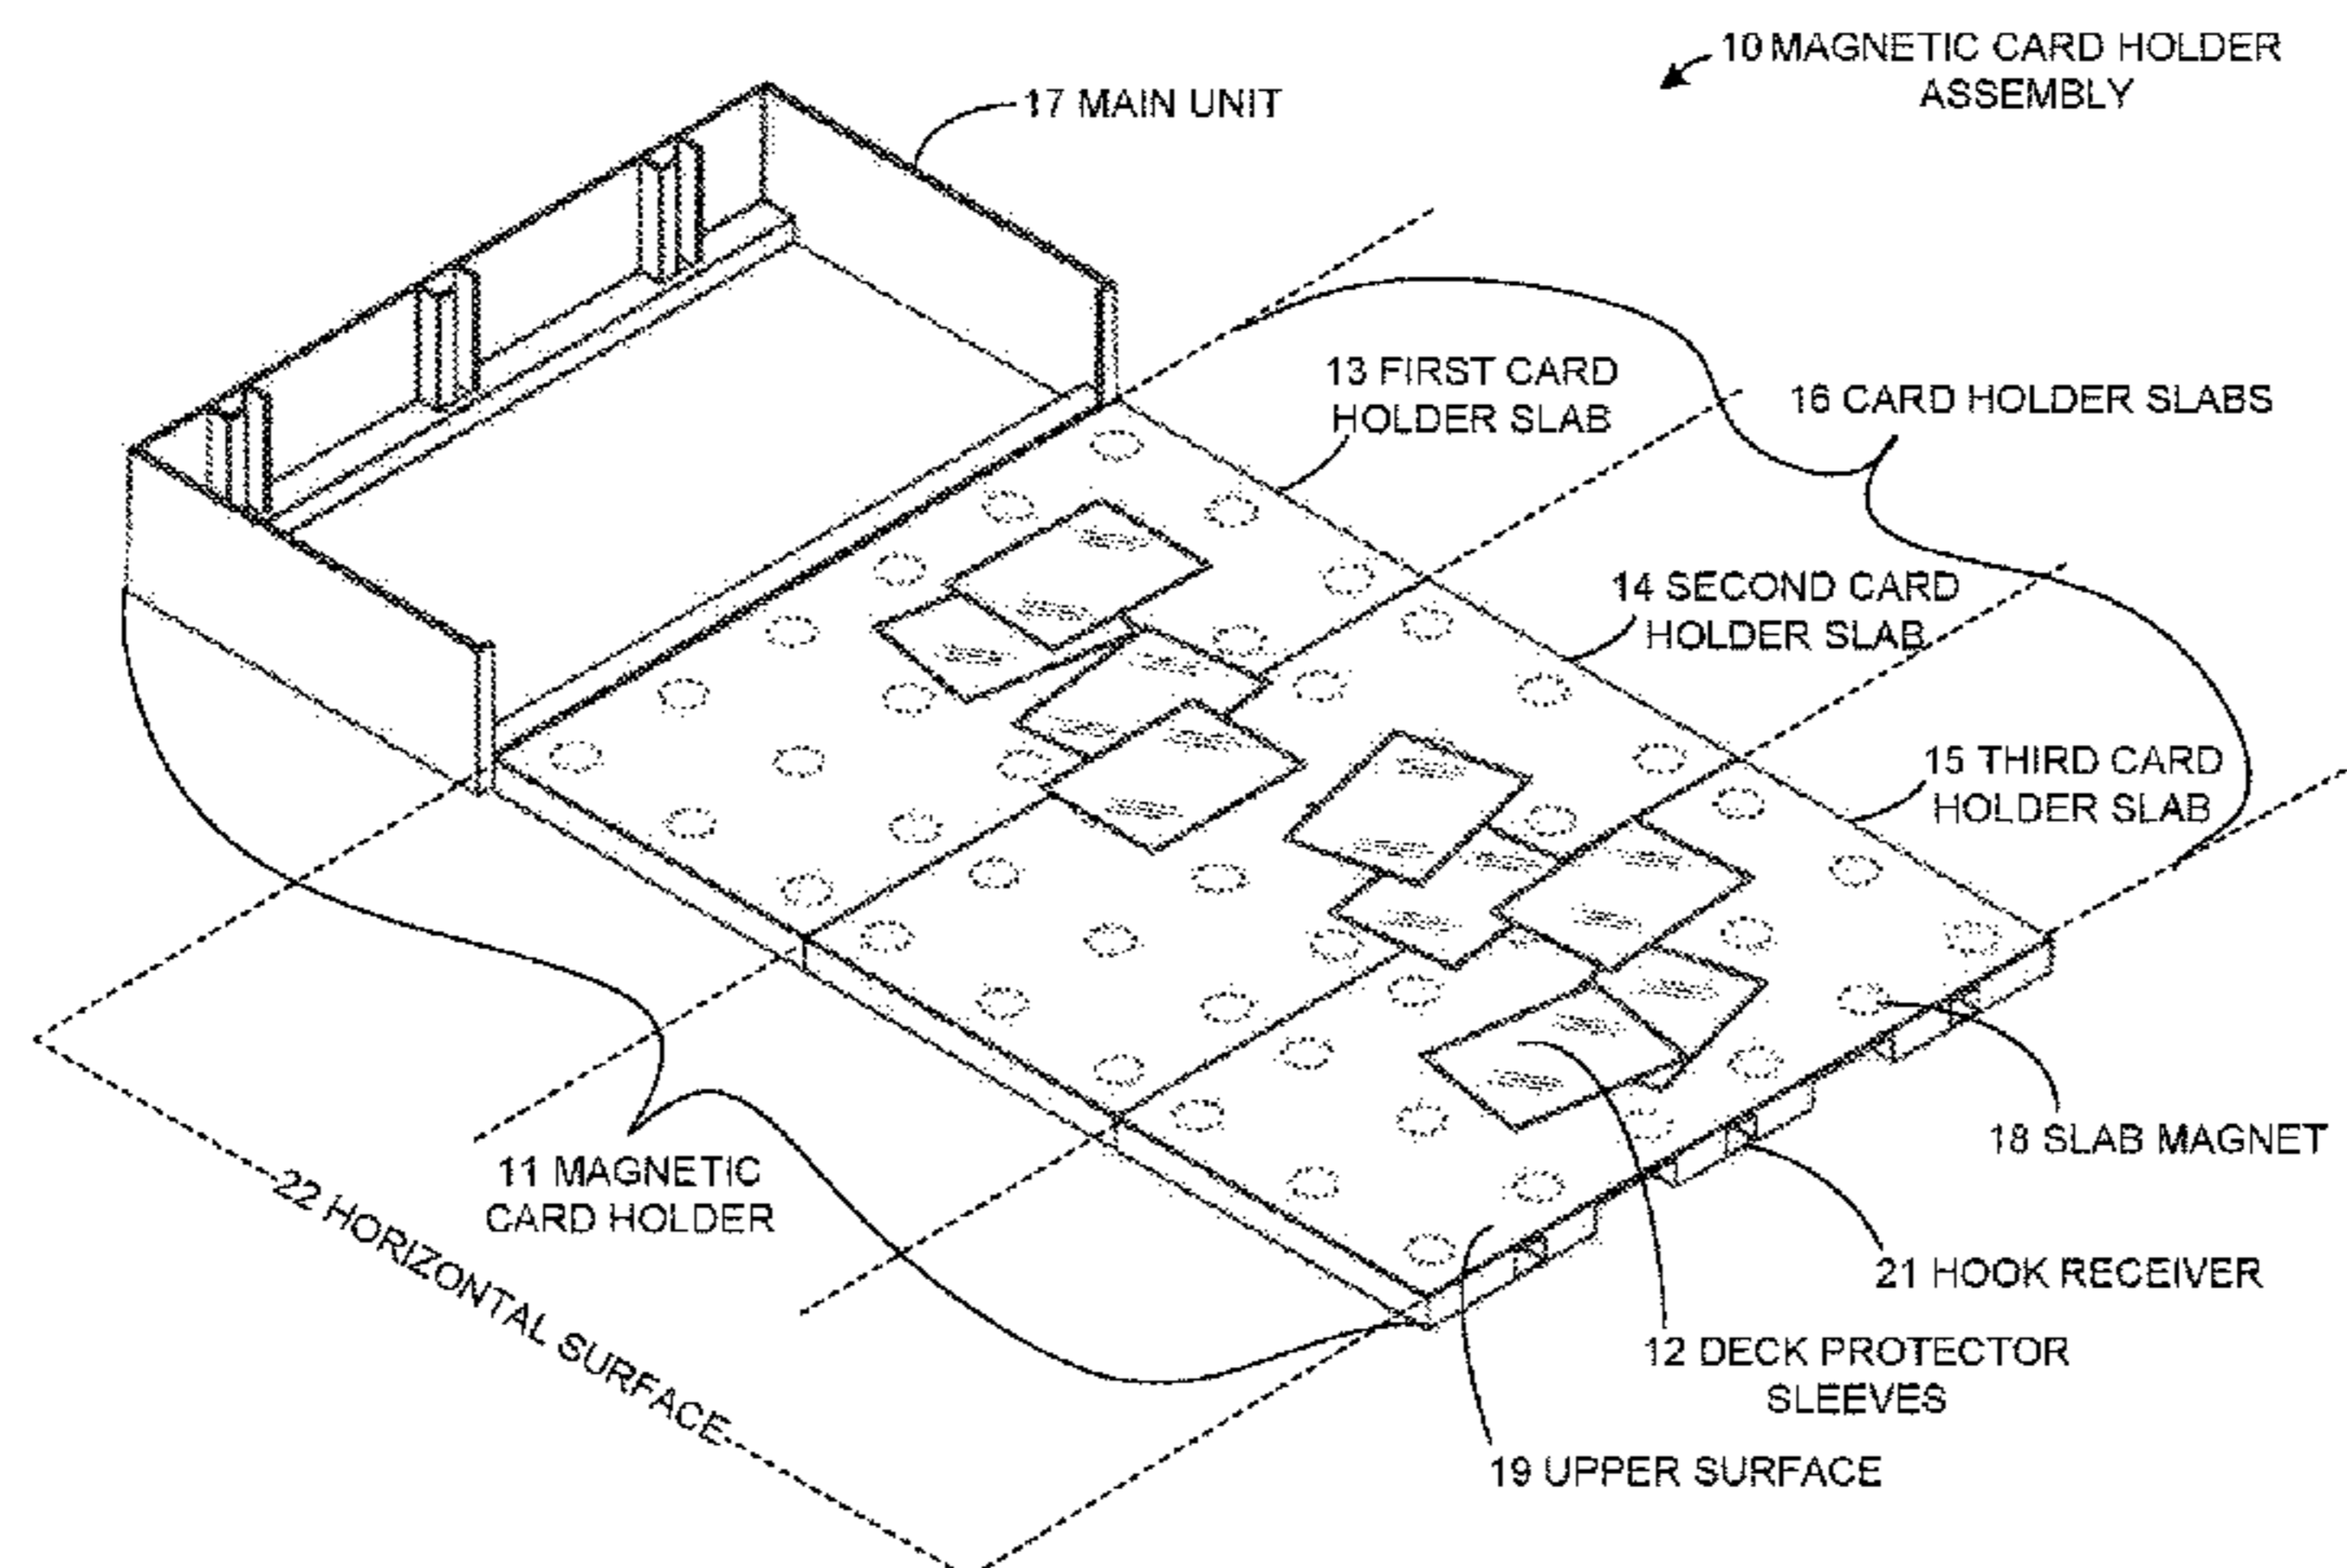 10 MAGNETIC CARD HOLDER
ASSEMBLY
17 MAIN UNIT
13 FIRST CARD
HOLDER SLAB
16 CARD HOLDER SLABS
14 SECOND CARD
HOLDER SLAB
15 THIRD CARD
HOLDER SLAB
18 SLAB MAGNET
11 MAGNETIC
CARD HOLDER
22 HORIZONTAL SURFACE
21 HOOK RECEIVER
12 DECK PROTECTOR
SLEEVES
19 UPPER SURFACE